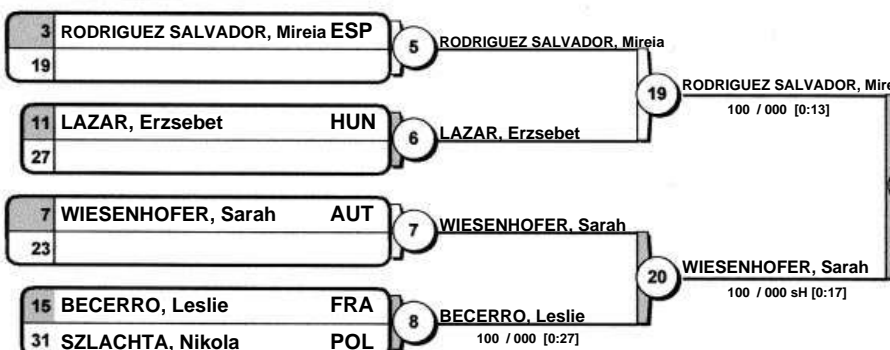 3 RODRIGUEZ SALVADOR, Mireia ESP
19
5
RODRIGUEZ SALVADOR, Mireia
11 LAZAR, Erzsebet HUN
27
6
LAZAR, Erzsebet
19
RODRIGUEZ SALVADOR, Mire
100 / 000 [0:13]
7 WIESENHOFER, Sarah AUT
23
7
WIESENHOFER, Sarah
15 BECERRO, Leslie FRA
31 SZLACHTA, Nikola POL
8
BECERRO, Leslie
100 / 000 [0:27]
20
WIESENHOFER, Sarah
100 / 000 sH [0:17]